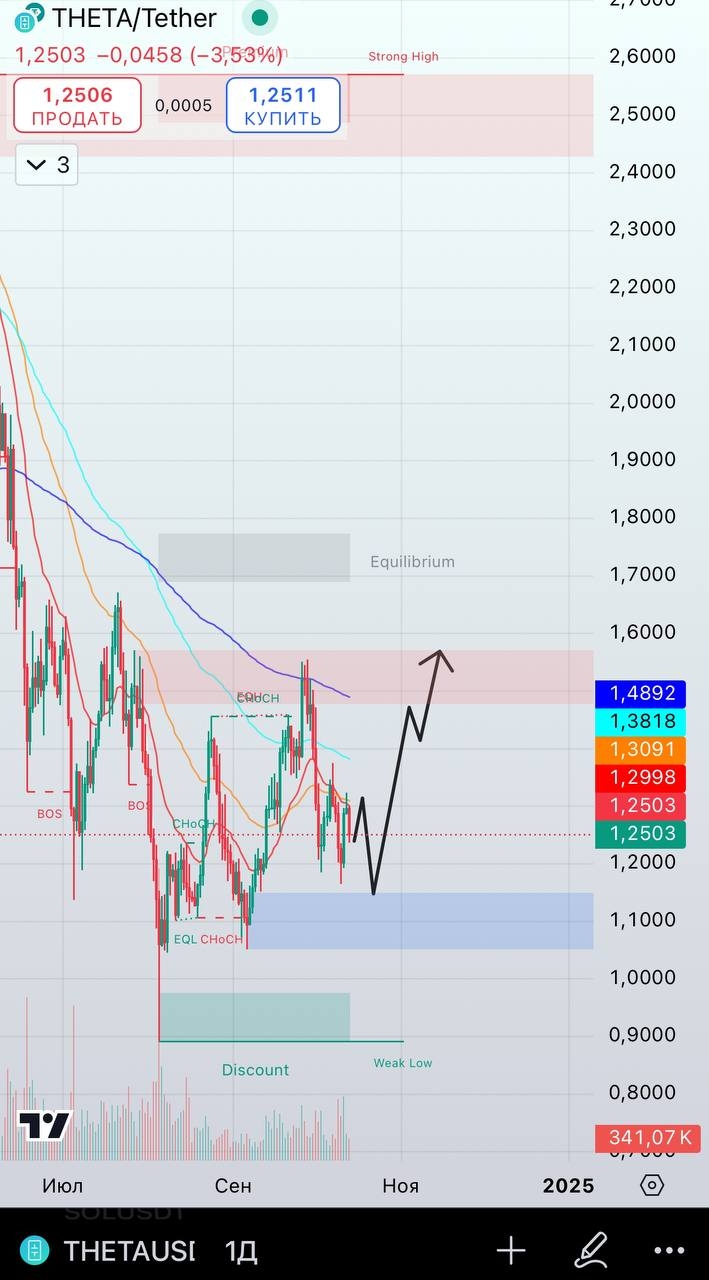 2,7000
THETA/Tether
1,2503 −0,0458 (−3,53%)
Premium
Strong High
2,6000
1,2506
ПРОДАТЬ
0,0005
1,2511
КУПИТЬ
2,5000
3
2,4000
2,3000
2,2000
2,1000
2,0000
1,9000
1,8000
Equilibrium
1,7000
1,6000
EQH
CHoCH
1,4892
1,3818
1,3091
1,2998
1,2503
1,2503
BOS
BOS
CHoCH
1,2000
1,1000
EQL CHoCH
1,0000
0,9000
Discount
Weak Low
0,8000
341,07 K
Июл
Сен
Ноя
2025
SOLUSDT
THETAUSI
1Д